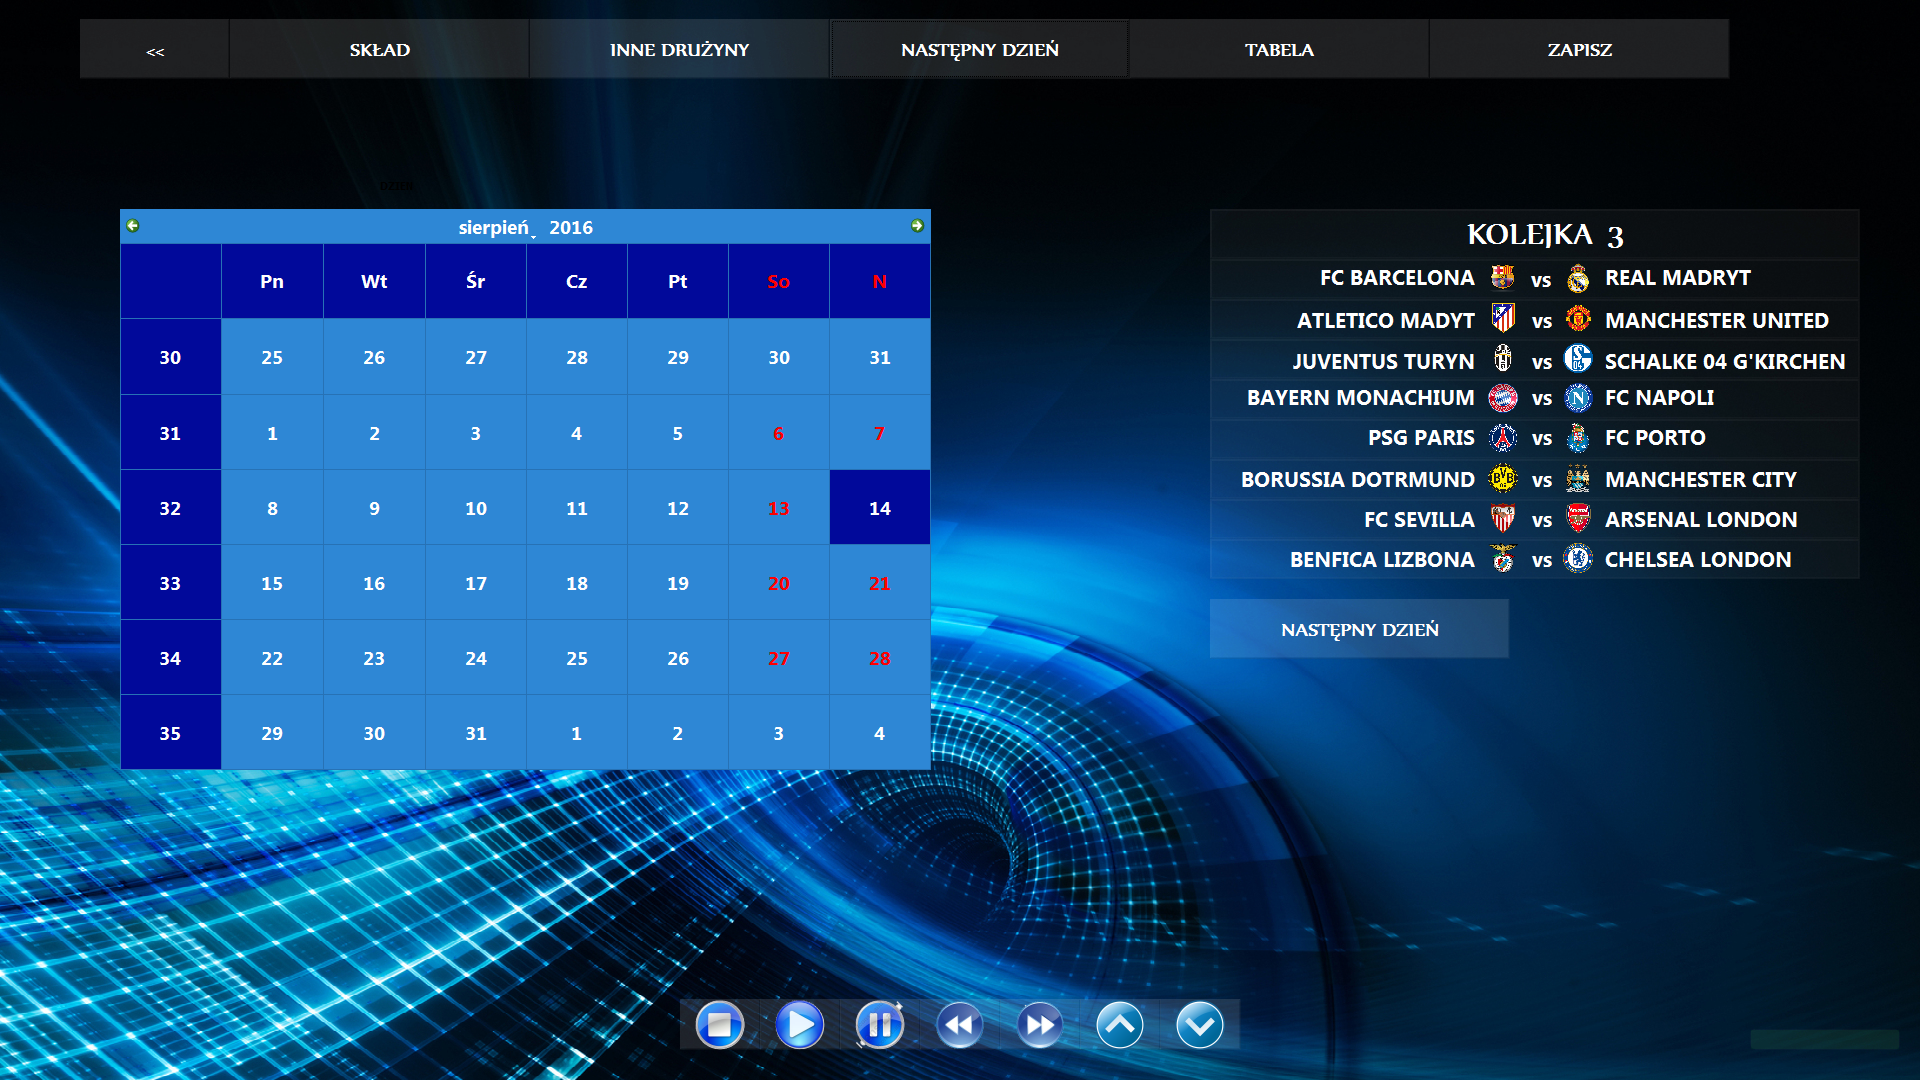 << SKŁAD INNE DRUŻYNY NASTĘPNY DZIEŃ TABELA ZAPISZ
DZIEŃ
sierpień 2016
Pn Wt Śr Cz Pt So N
30 25 26 27 28 29 30 31
31 1 2 3 4 5 6 7
32 8 9 10 11 12 13 14
33 15 16 17 18 19 20 21
34 22 23 24 25 26 27 28
35 29 30 31 1 2 3 4
KOLEJKA 3
FC BARCELONA vs REAL MADRYT
ATLETICO MADYT vs MANCHESTER UNITED
JUVENTUS TURYN vs SCHALKE 04 G'KIRCHEN
BAYERN MONACHIUM vs FC NAPOLI
PSG PARIS vs FC PORTO
BORUSSIA DOTRMUND vs MANCHESTER CITY
FC SEVILLA vs ARSENAL LONDON
BENFICA LIZBONA vs CHELSEA LONDON
NASTĘPNY DZIEŃ